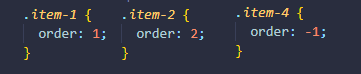 .item-1 {
order: 1;
}
.item-2 {
order: 2;
}
.item-4 {
order: -1;
}